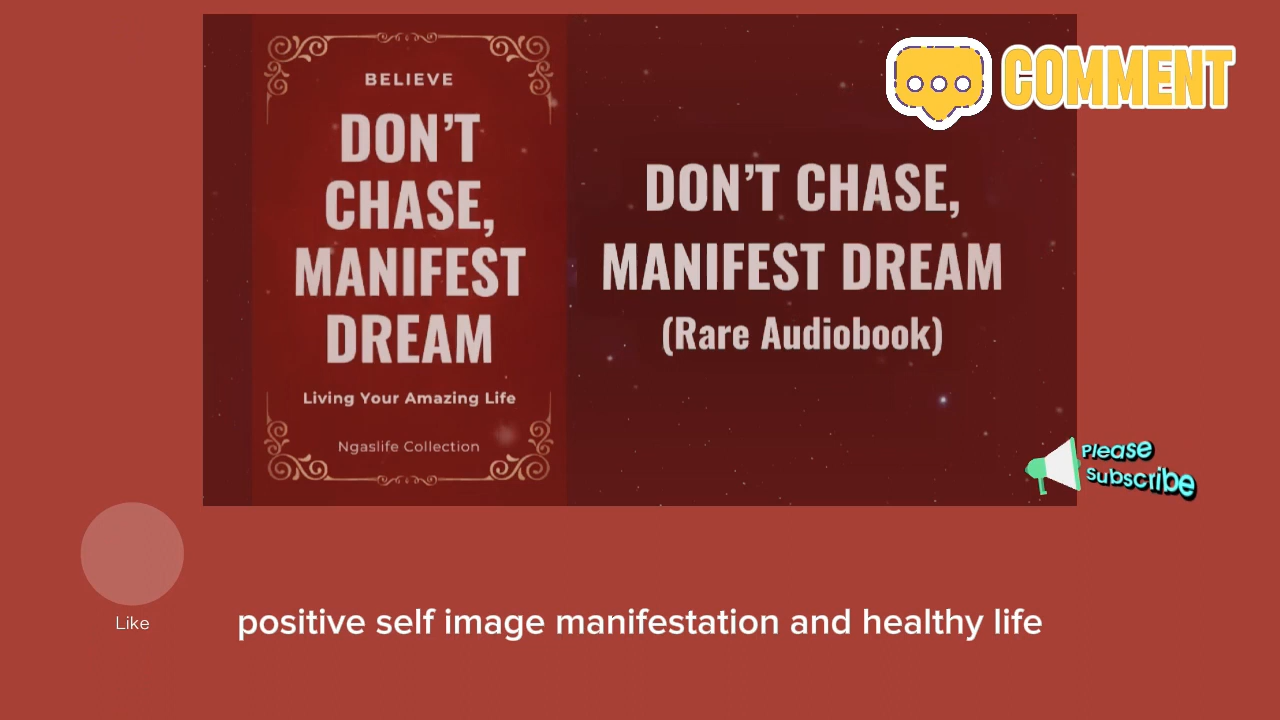 BELIEVE
DON'T
CHASE,
MANIFEST
DREAM
Living Your Amazing Life
Ngaslife Collection
DON'T CHASE,
MANIFEST DREAM
(Rare Audiobook)
COMMENT
Please
Subscribe
Like
positive self image manifestation and healthy life